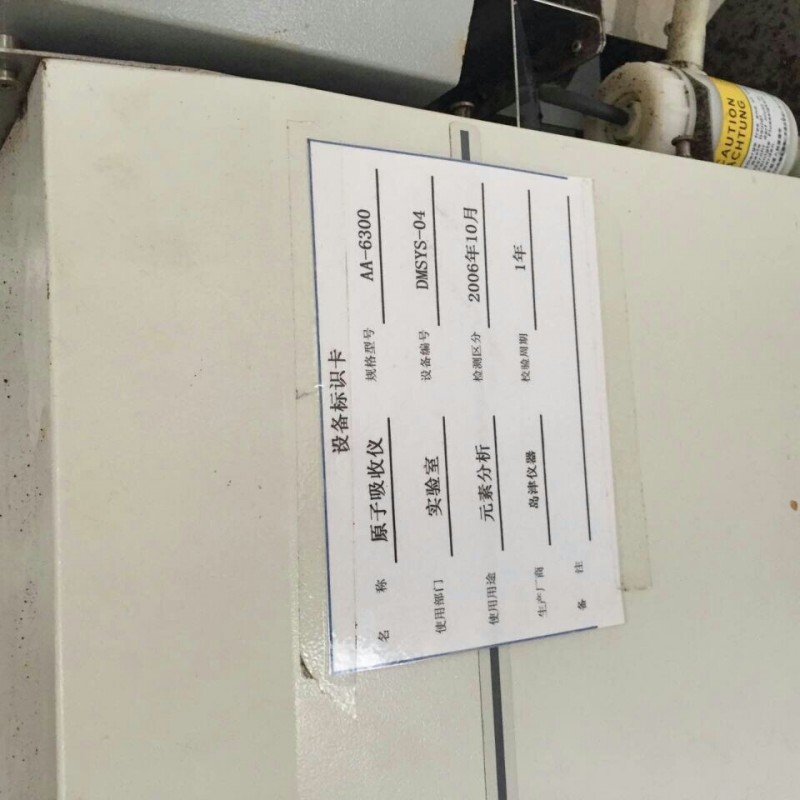 设备标识卡
名 称 原子吸收仪 规格型号 AA-6300
使用部门 实验室 设备编号 DMSYS-04
使用用途 元素分析 检测区分 2006年10月
生产厂商 岛津仪器 校验周期 1年
备 注
CAUTION
ACHTUNG